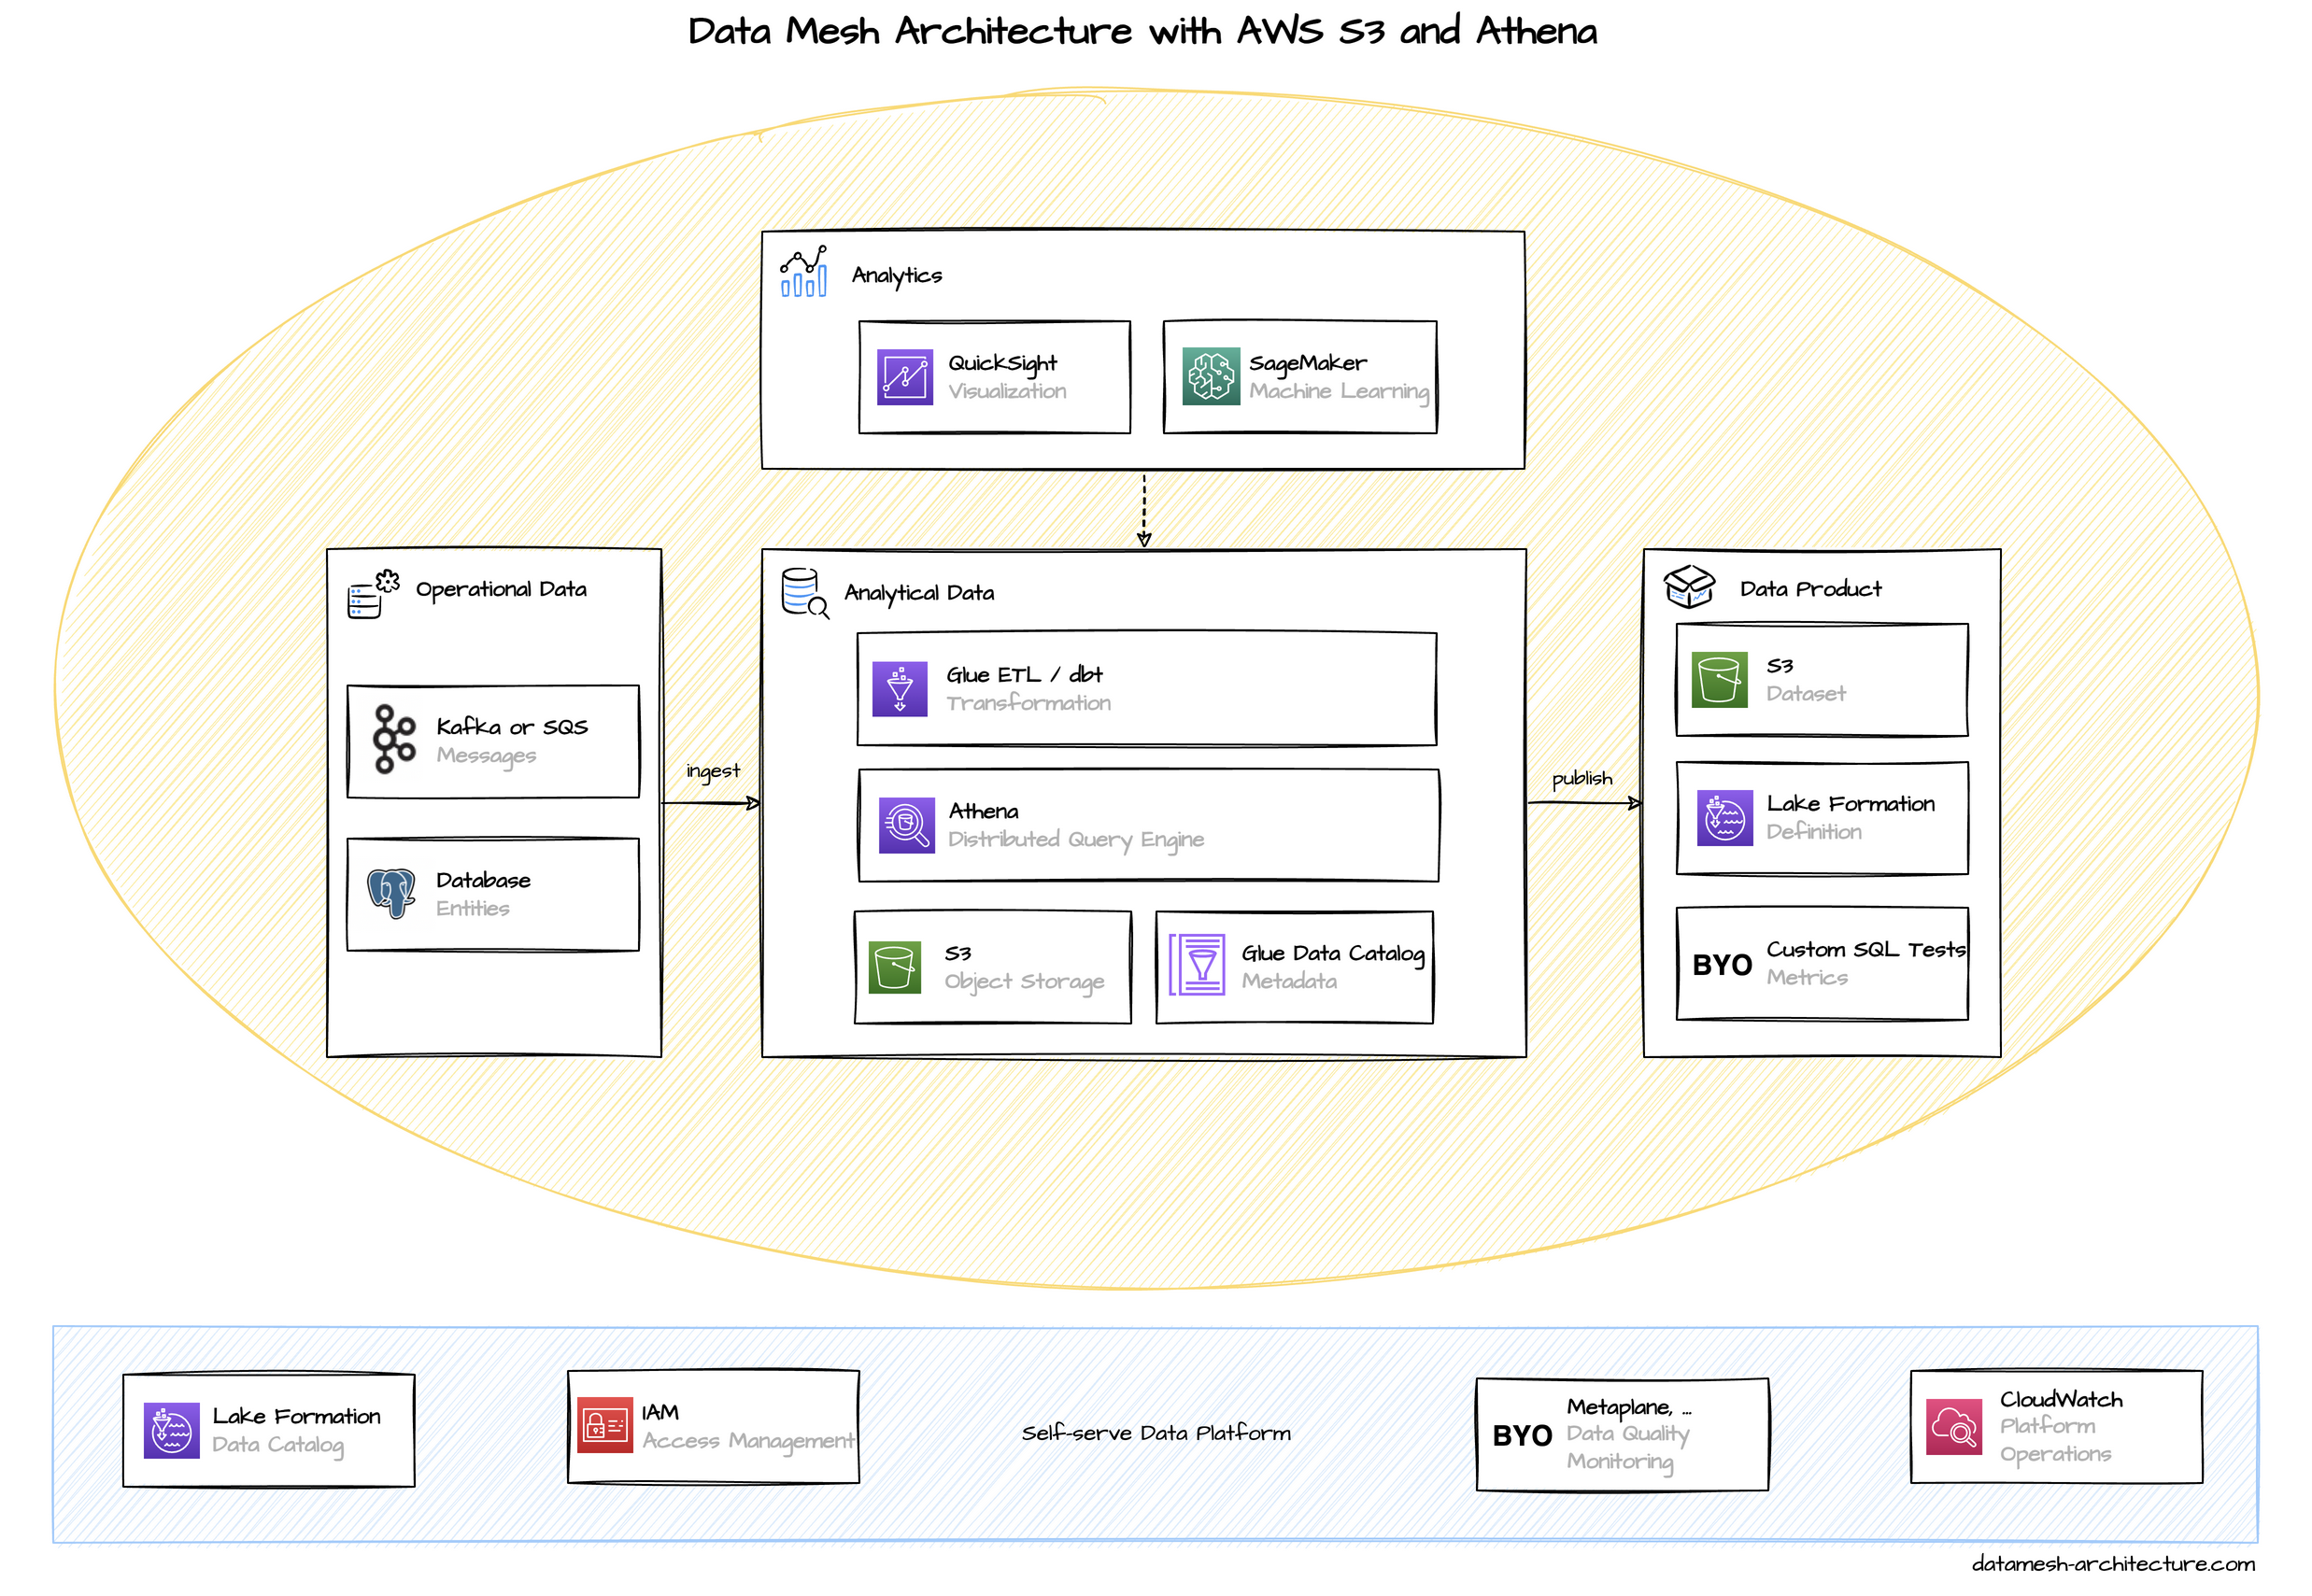 Data Mesh Architecture with AWS S3 and Athena
Analytics
QuickSight
Visualization
SageMaker
Machine Learning
Operational Data
Kafka or SQS
Messages
Database
Entities
ingest
Analytical Data
Glue ETL / dbt
Transformation
Athena
Distributed Query Engine
S3
Object Storage
Glue Data Catalog
Metadata
publish
Data Product
S3
Dataset
Lake Formation
Definition
BYO
Custom SQL Tests
Metrics
Lake Formation
Data Catalog
IAM
Access Management
Self-serve Data Platform
BYO
Metaplane, ...
Data Quality
Monitoring
CloudWatch
Platform
Operations
datamesh-architecture.com